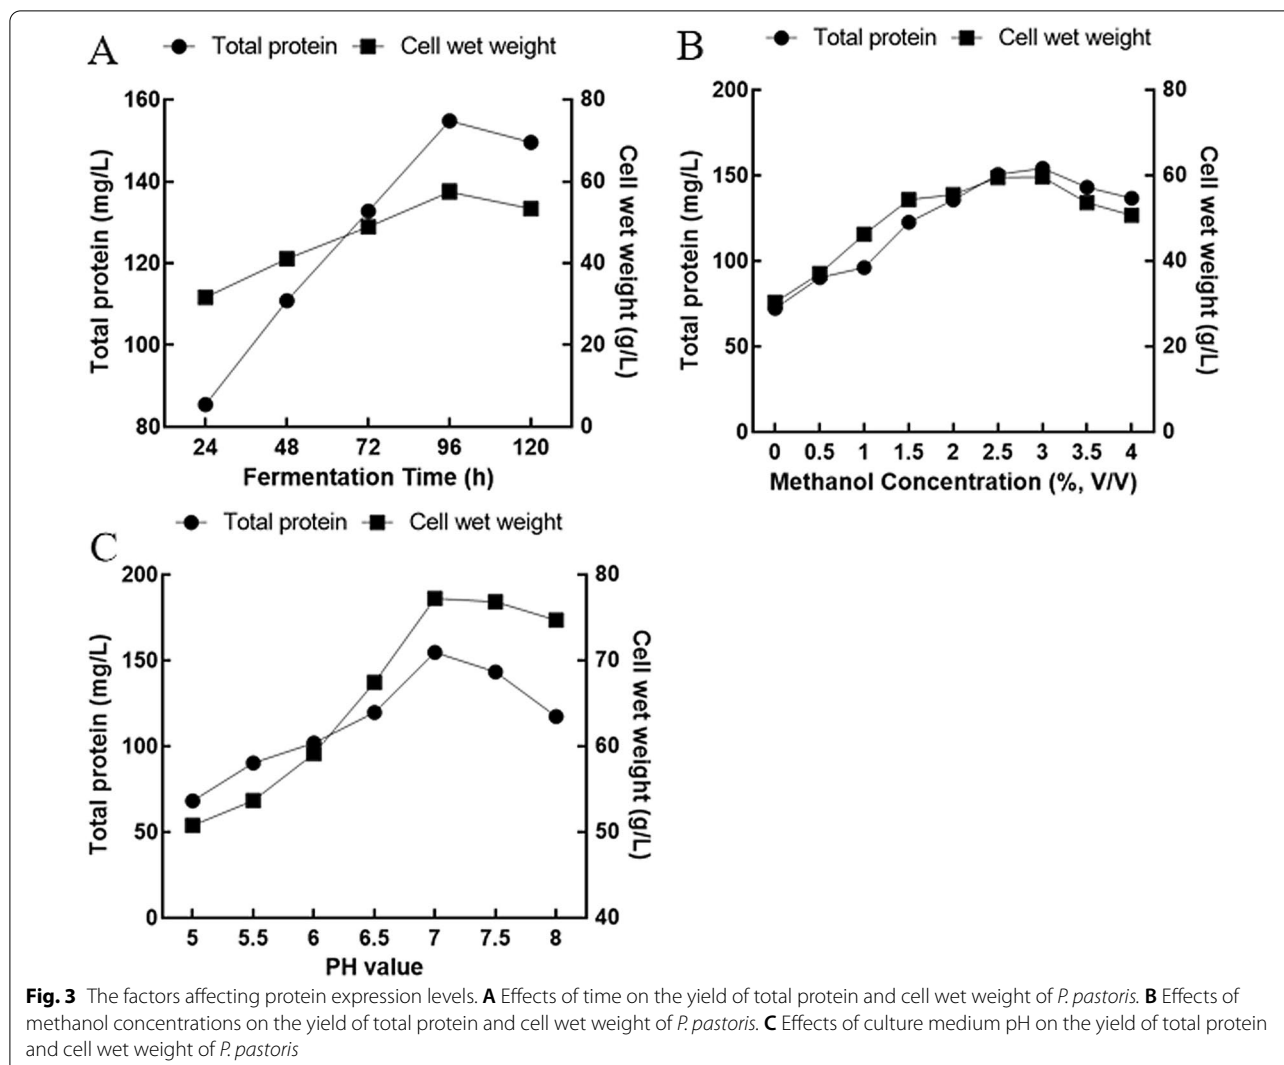 A
Total protein Cell wet weight
160
140
120
100
80
Total protein (mg/L)
80
60
40
20
0
Cell wet weight (g/L)
24 48 72 96 120
Fermentation Time (h)
B
Total protein Cell wet weight
200
150
100
50
0
Total protein (mg/L)
80
60
40
20
0
Cell wet weight (g/L)
0 0.5 1 1.5 2 2.5 3 3.5 4
Methanol Concentration (%, V/V)
C
Total protein Cell wet weight
200
150
100
50
0
Total protein (mg/L)
80
70
60
50
40
Cell wet weight (g/L)
5 5.5 6 6.5 7 7.5 8
PH value
Fig. 3 The factors affecting protein expression levels. A Effects of time on the yield of total protein and cell wet weight of P. pastoris. B Effects of
methanol concentrations on the yield of total protein and cell wet weight of P. pastoris. C Effects of culture medium pH on the yield of total protein
and cell wet weight of P. pastoris